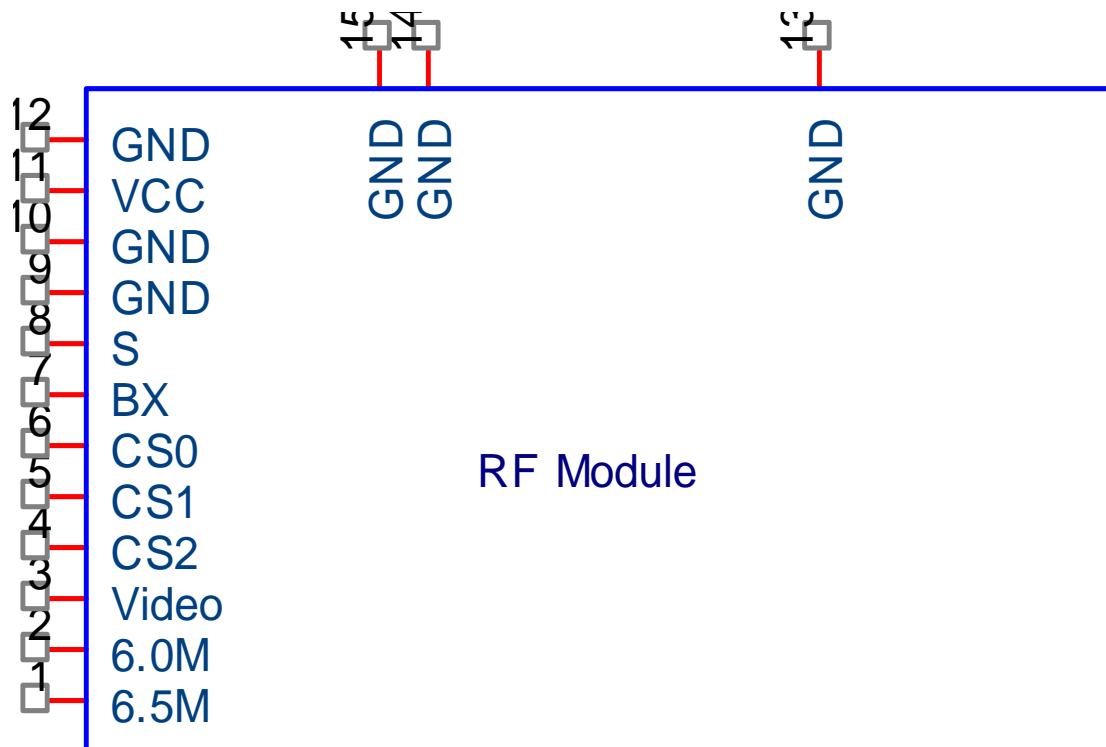 15 14 13
12 GND
11 VCC
10 GND
9 GND
8 S
7 BX
6 CS0
5 CS1
4 CS2
3 Video
2 6.0M
1 6.5M
GND GND GND
RF Module